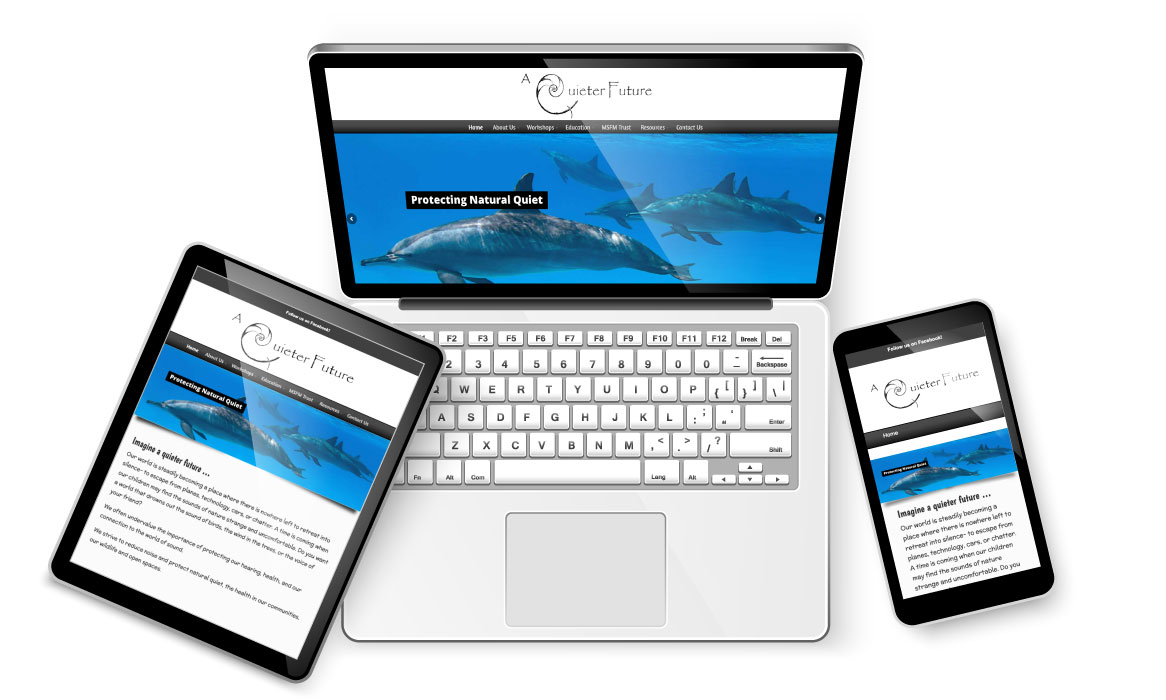 A Quieter Future
Home About Us Workshops Education MSFM Trust Resources Contact Us
Protecting Natural Quiet
F2 F3 F5 F6 F7 F8 F9 F10 F11 F12 Break Del
2 3 4 5 6 7 8 9 0 0 - Backspase
Q W E R T Y U I O P { [ } ] \ |
A S D F G H J K L : ; " Enter
Z X C V B N M , < . > / ? Shift
Fn Alt Com Lang Alt
Follow us on Facebook!
A Quieter Future
Home About Us Workshops Education MSFM Trust Resources Contact Us
Protecting Natural Quiet
Imagine a quieter future ...
Our world is steadily becoming a place where there is nowhere left to retreat into
silence- to escape from planes, technology, cars, or chatter. A time is coming when
our children may find the sounds of nature strange and uncomfortable. Do you want
a world that drowns out the sound of birds, the wind in the trees, or the voice of
your friend?
We often undervalue the importance of protecting our hearing, health, and our
connection to the world of sound.
We strive to reduce noise and protect natural quiet, the health in our communities,
our wildlife and open spaces.
Follow us on Facebook!
A Quieter Future
Home
Protecting Natural Quiet
Imagine a quieter future ...
Our world is steadily becoming a
place where there is nowhere left to
retreat into silence- to escape from
planes, technology, cars, or chatter.
A time is coming when our children
may find the sounds of nature
strange and uncomfortable. Do you